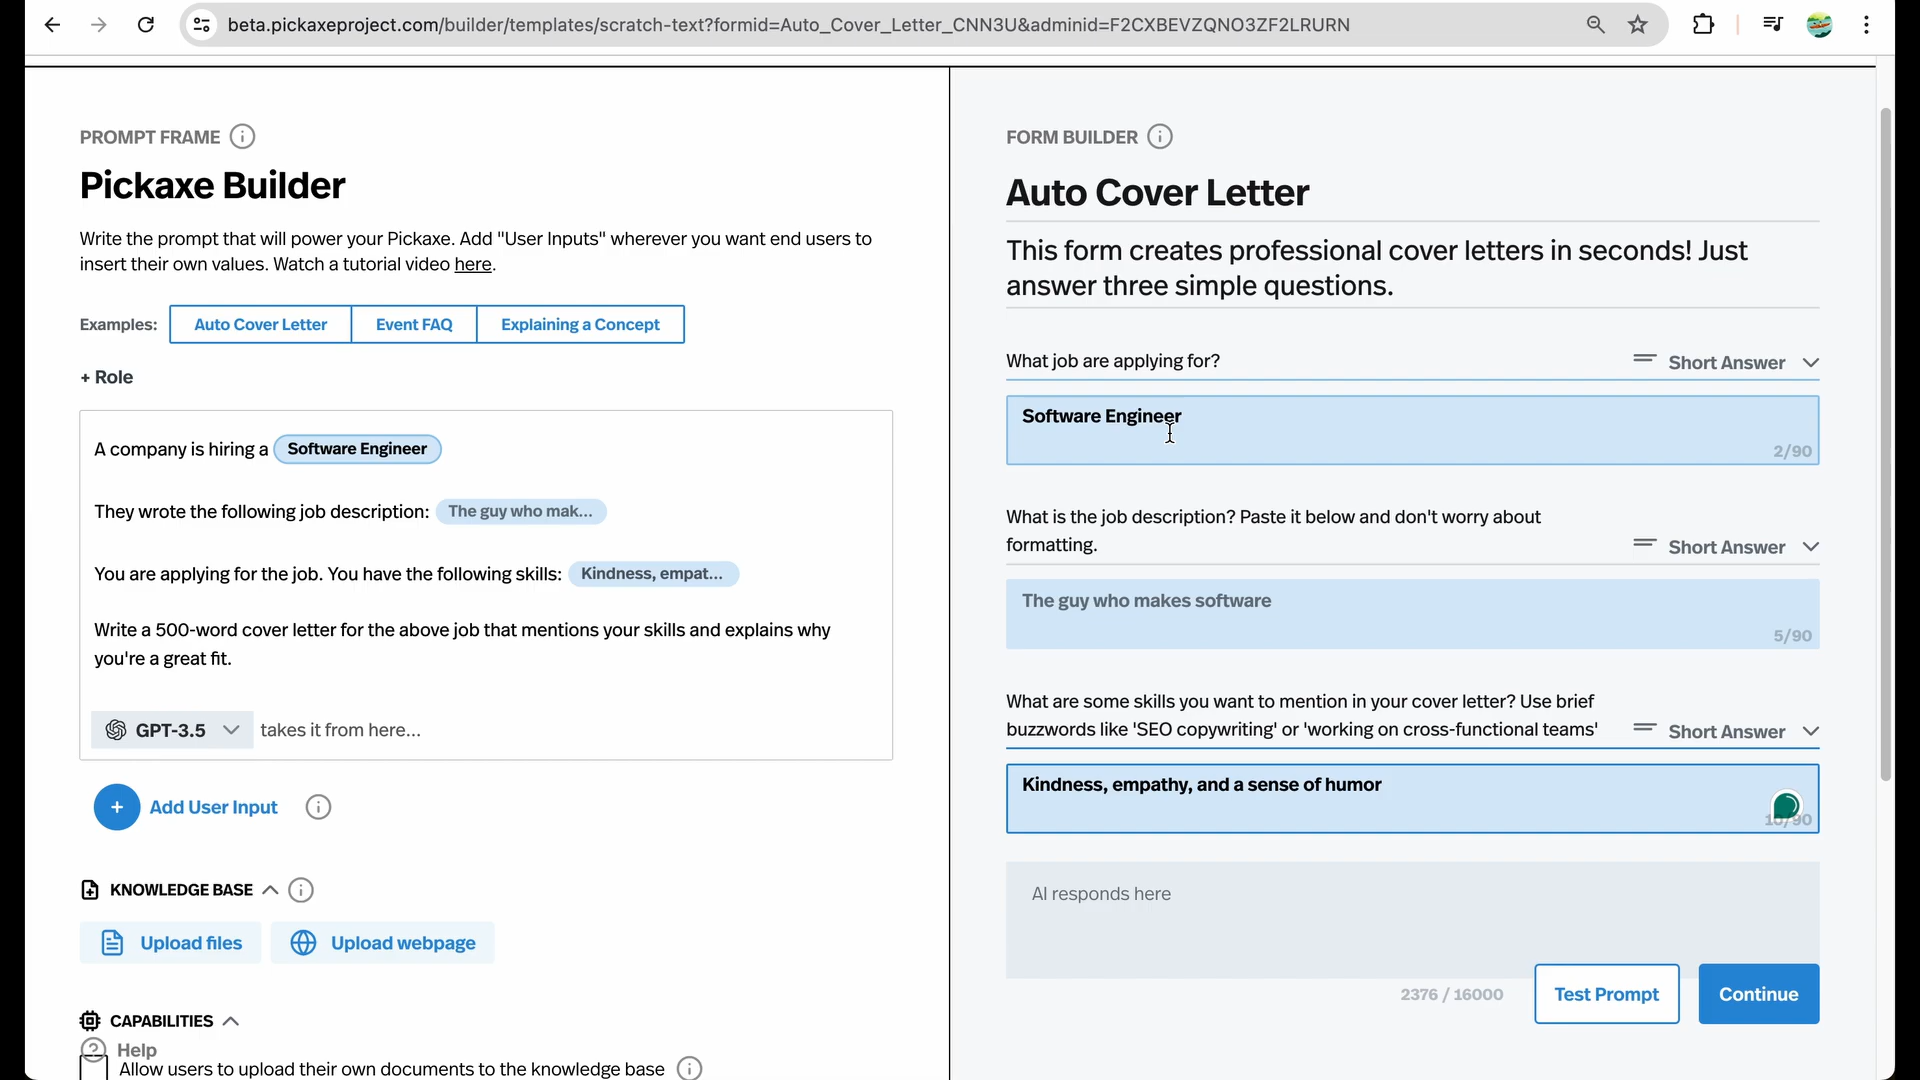 beta.pickaxeproject.com/builder/templates/scratch-text?formid=Auto_Cover_Letter_CNN3U&adminid=F2CXBEVZQNO3ZF2LRURN
PROMPT FRAME
Pickaxe Builder
Write the prompt that will power your Pickaxe. Add "User Inputs" wherever you want end users to
insert their own values. Watch a tutorial video here.
Examples:
Auto Cover Letter
Event FAQ
Explaining a Concept
+ Role
A company is hiring a Software Engineer
They wrote the following job description: The guy who mak...
You are applying for the job. You have the following skills: Kindness, empat...
Write a 500-word cover letter for the above job that mentions your skills and explains why
you're a great fit.
GPT-3.5 takes it from here...
+ Add User Input
KNOWLEDGE BASE
Upload files
Upload webpage
CAPABILITIES
Help
Allow users to upload their own documents to the knowledge base
FORM BUILDER
Auto Cover Letter
This form creates professional cover letters in seconds! Just
answer three simple questions.
What job are applying for?
Short Answer
Software Engineer
2/90
What is the job description? Paste it below and don't worry about
formatting.
Short Answer
The guy who makes software
5/90
What are some skills you want to mention in your cover letter? Use brief
buzzwords like 'SEO copywriting' or 'working on cross-functional teams'
Short Answer
Kindness, empathy, and a sense of humor
AI responds here
2376 / 16000
Test Prompt
Continue